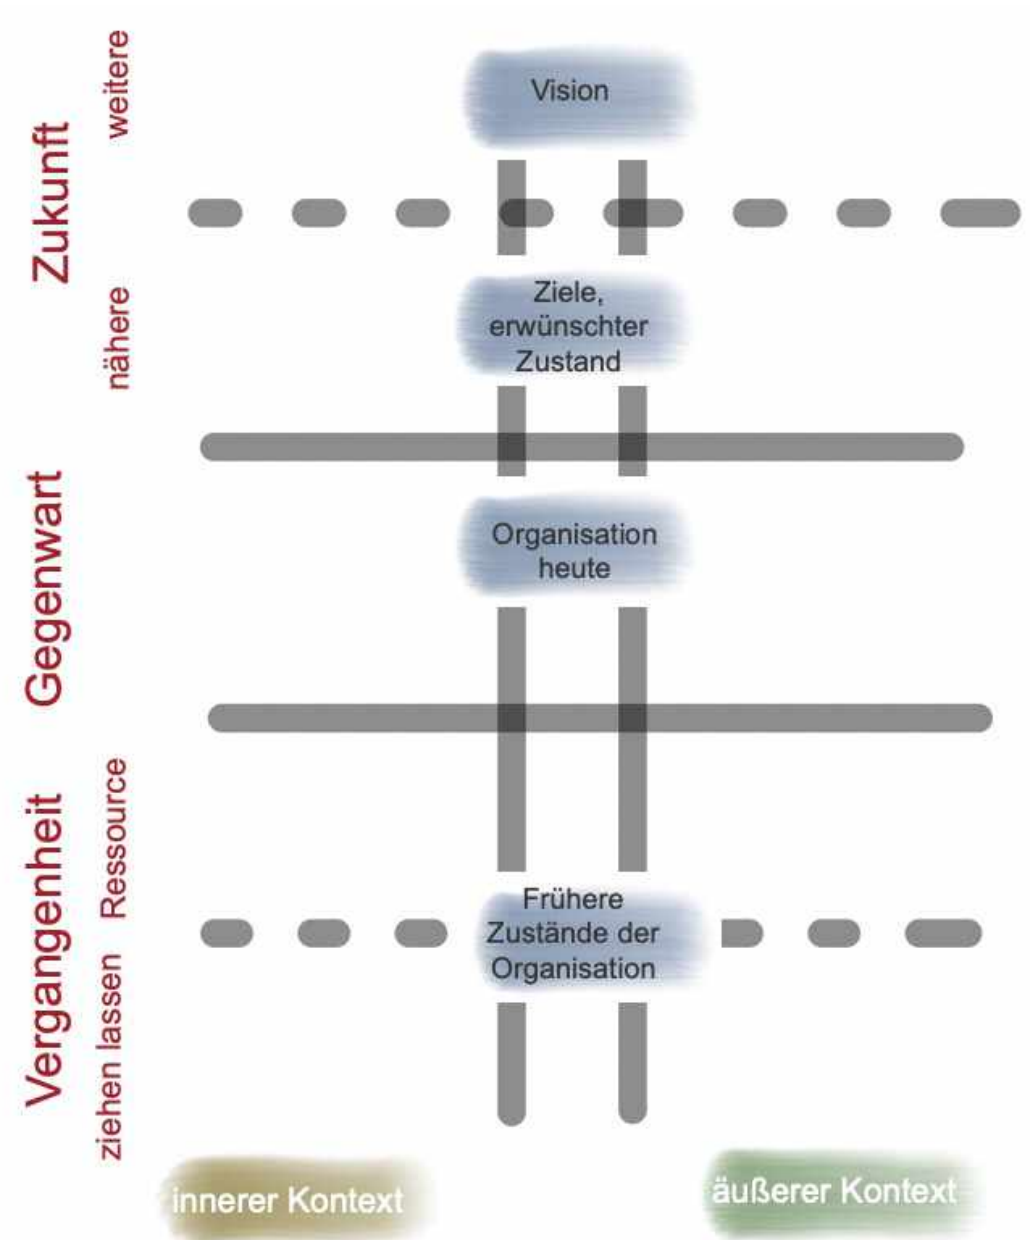 Zukunft
weitere
nähere
Gegenwart
Vergangenheit
Ressource
ziehen lassen
Vision
Ziele,
erwünschter
Zustand
Organisation
heute
Frühere
Zustände der
Organisation
innerer Kontext
äußerer Kontext